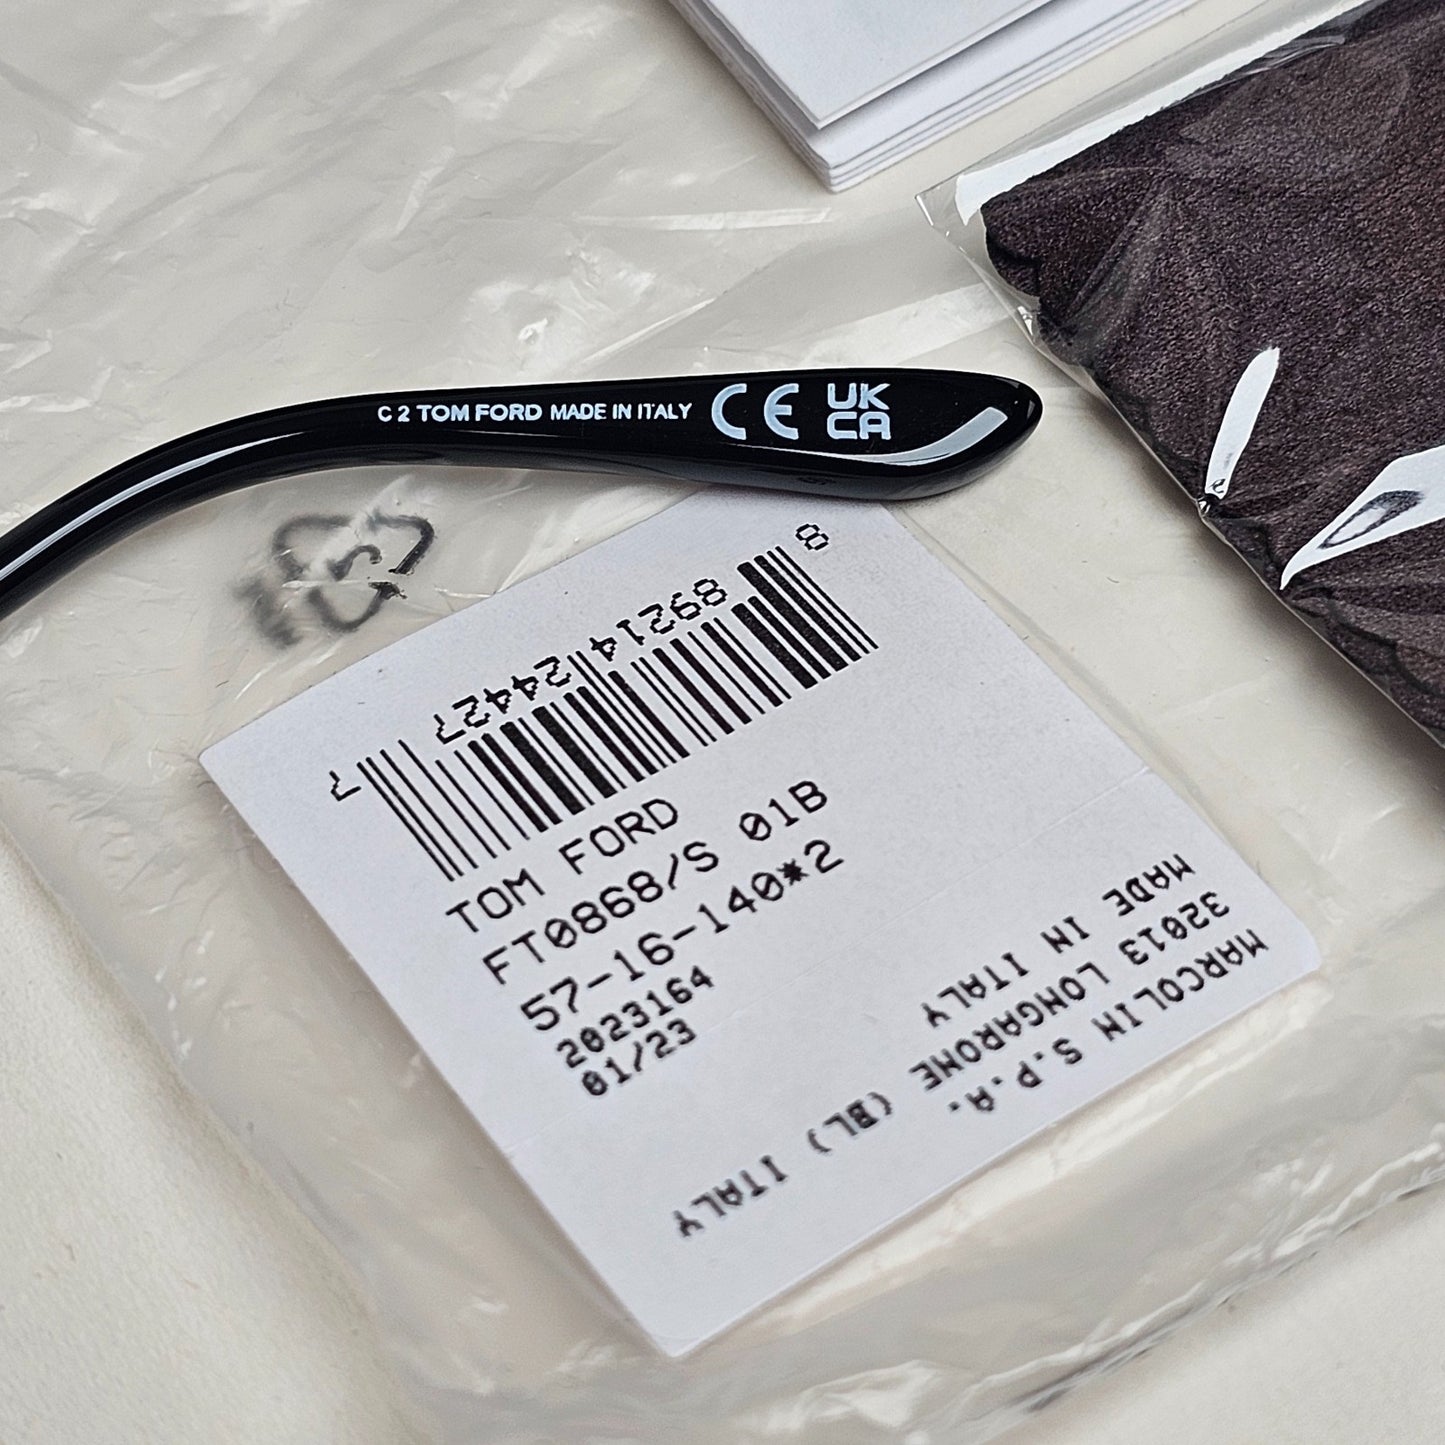 C 2 TOM FORD MADE IN ITALY CE UK
CA
8 89214 24427 7
TOM FORD
FT0868/S 01B
57-16-140*2
2023164
01/23
MARCOLIN S.P.A.
32013 LONGARONE (BL) ITALY
MADE IN ITALY